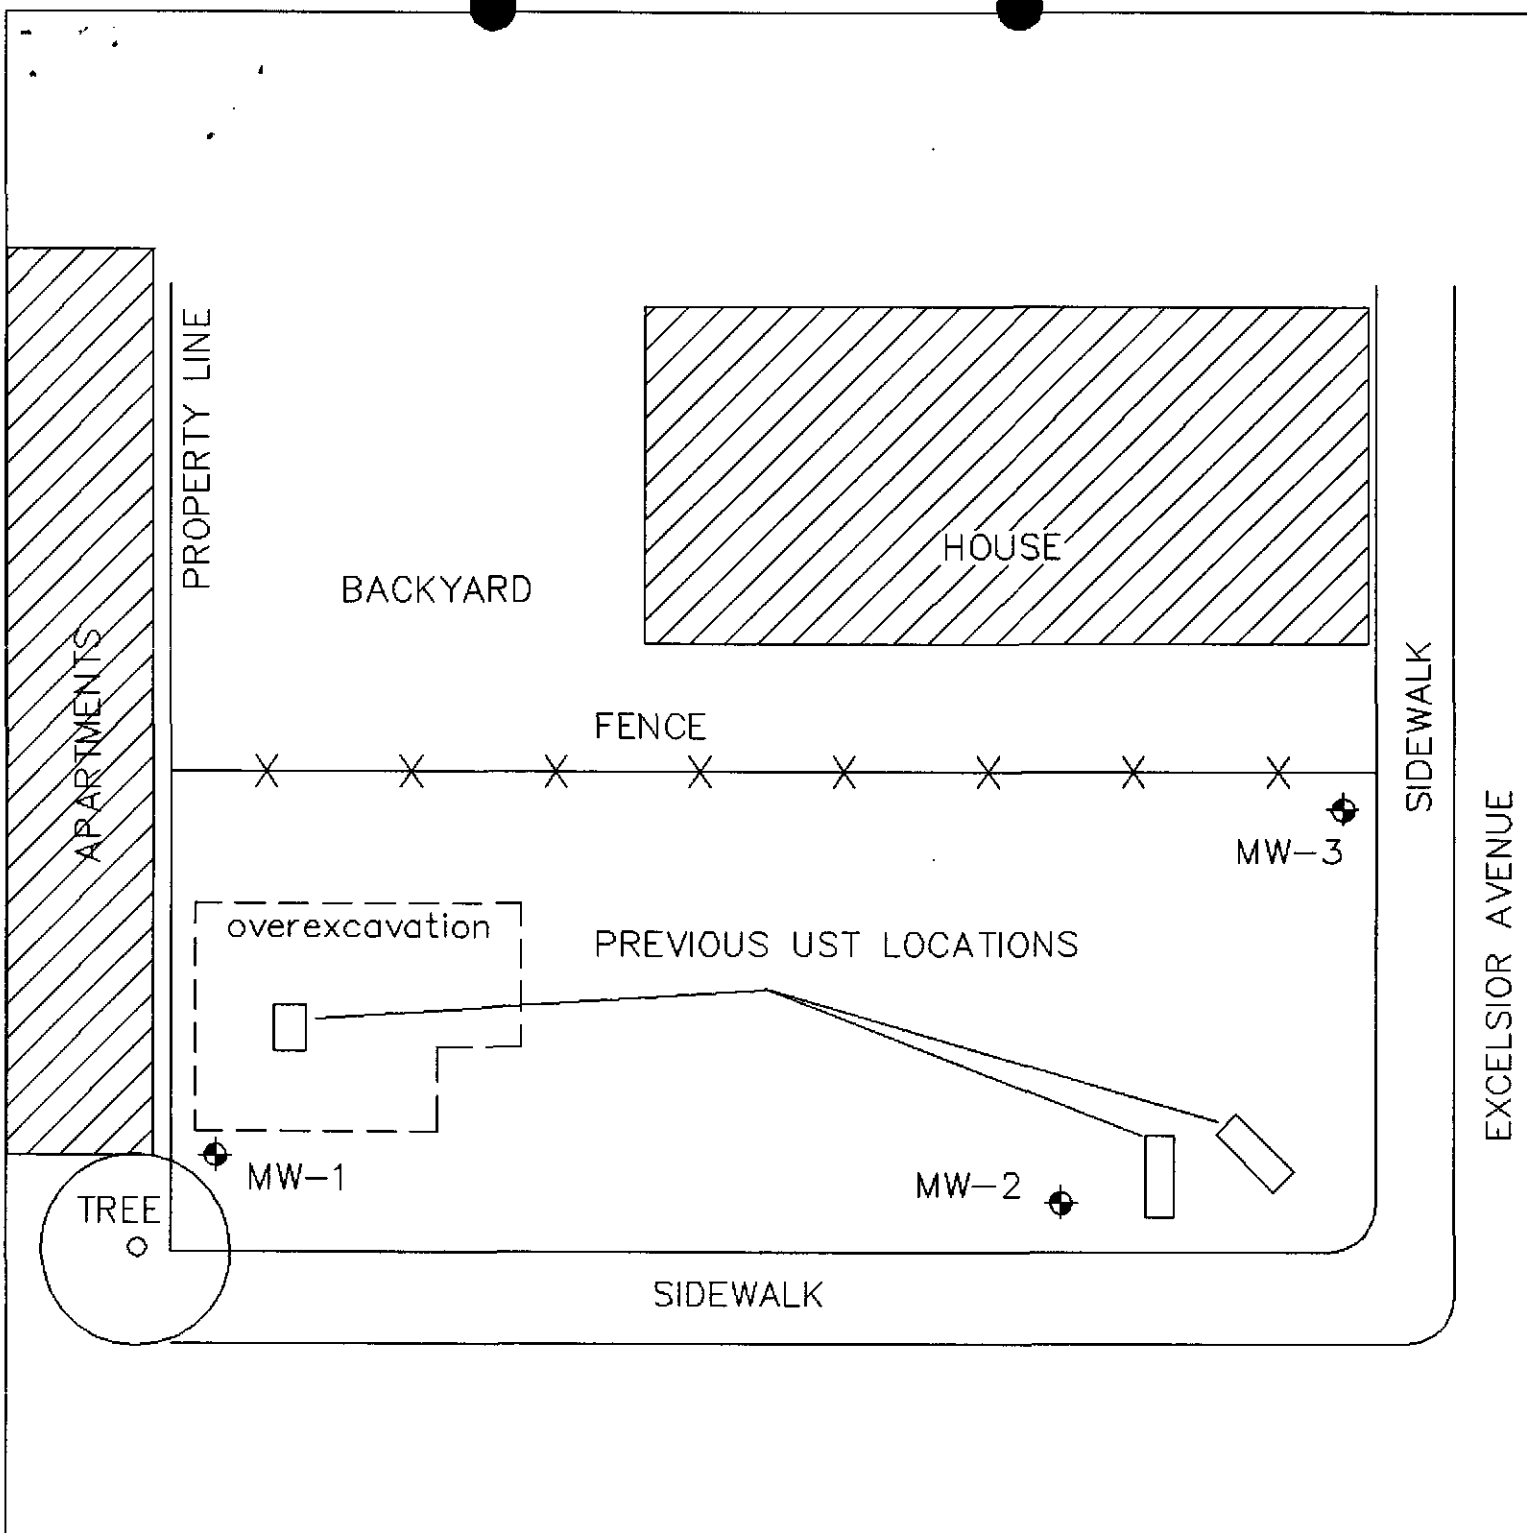 PROPERTY LINE
HOUSE
BACKYARD
APARTMENTS
SIDEWALK
FENCE
EXCELSIOR AVENUE
MW-3
overexcavation
PREVIOUS UST LOCATIONS
MW-1
MW-2
TREE
SIDEWALK